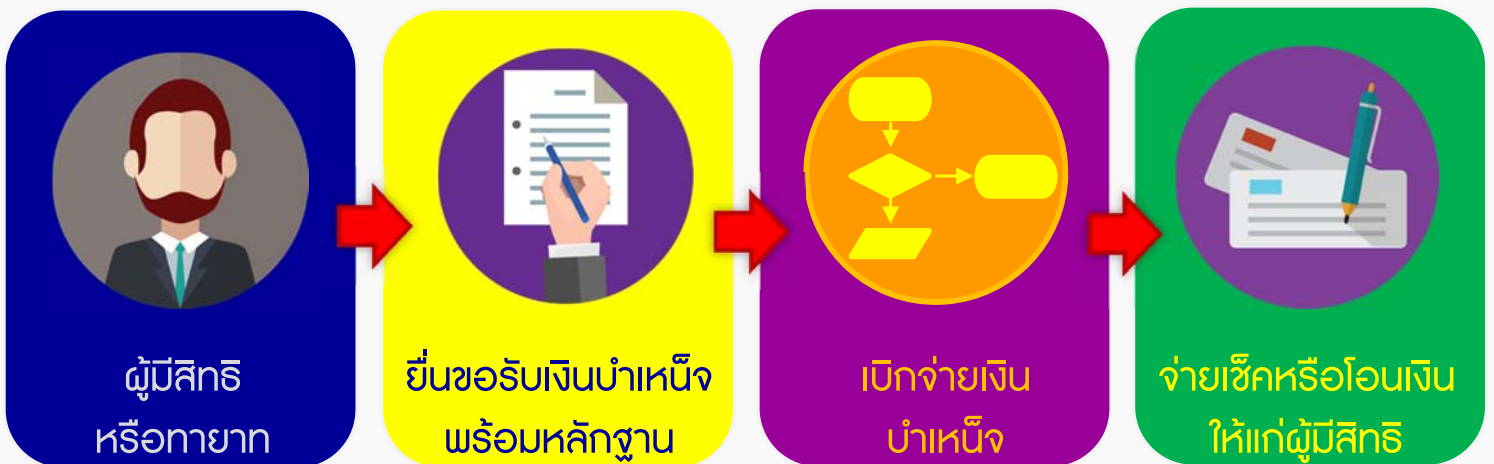 ผู้มีสิทธิ
หรือทายาท
ยื่นขอรับเงินบำเหน็จ
พร้อมหลักฐาน
เบิกจ่ายเงิน
บำเหน็จ
จ่ายเช็คหรือโอนเงิน
ให้แก่ผู้มีสิทธิ